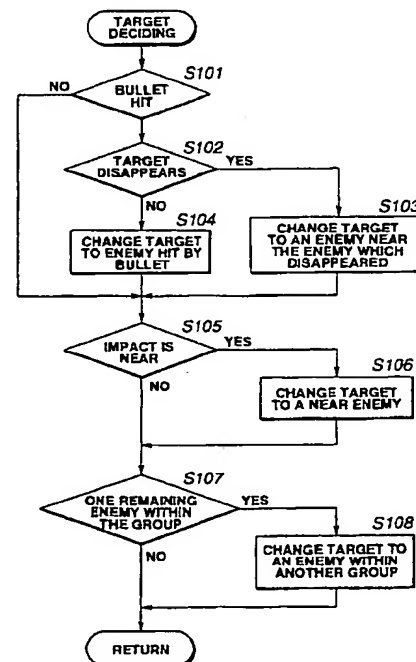 TARGET
DECIDING
S101
NO
BULLET
HIT
S102
TARGET
DISAPPEARS
YES
NO
S104
CHANGE TARGET
TO ENEMY HIT BY
BULLET
S103
CHANGE TARGET
TO AN ENEMY NEAR
THE ENEMY WHICH
DISAPPEARED
S105
IMPACT IS
NEAR
YES
NO
S106
CHANGE TARGET
TO A NEAR ENEMY
S107
ONE REMAINING
ENEMY WITHIN
THE GROUP
YES
NO
S108
CHANGE TARGET TO
AN ENEMY WITHIN
ANOTHER GROUP
RETURN